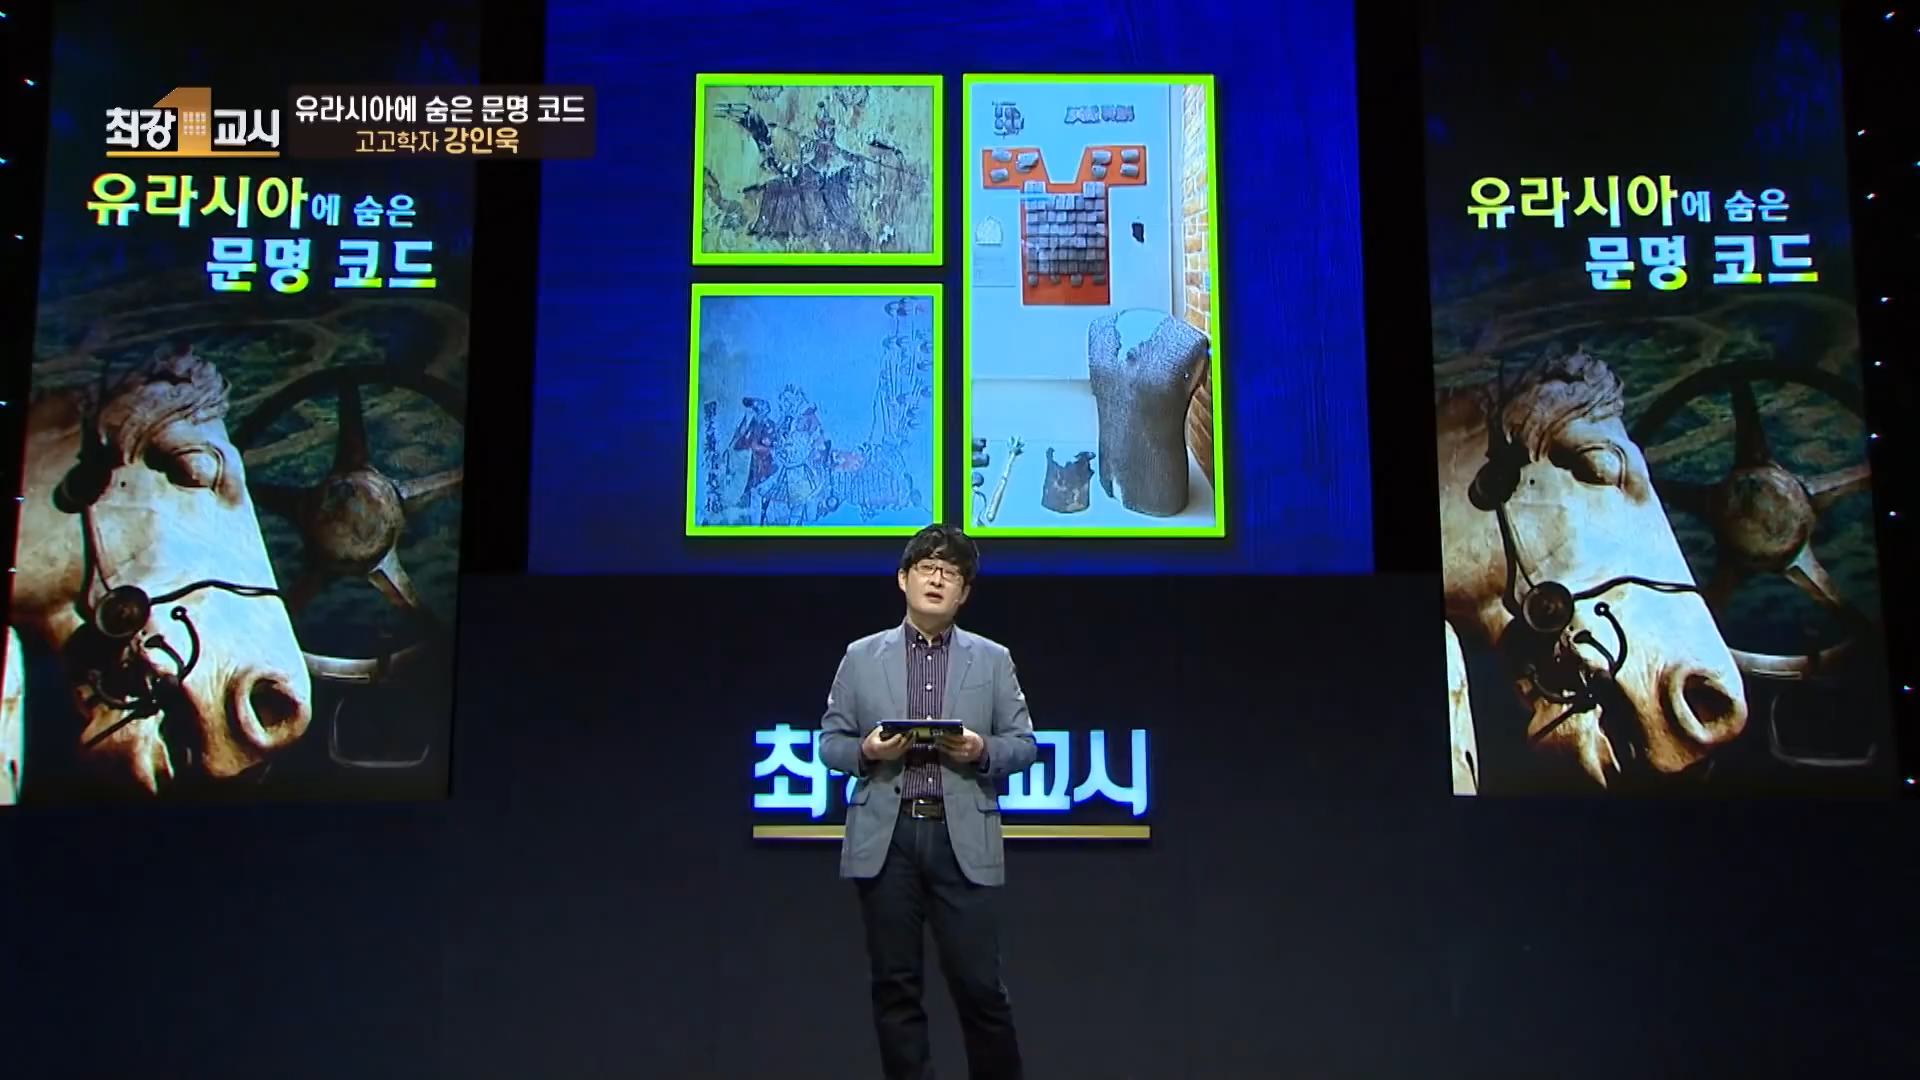 최강1교시
유라시아에 숨은 문명 코드
고고학자 강인욱
유라시아에 숨은
문명 코드
유라시아에 숨은
문명 코드
최 교시